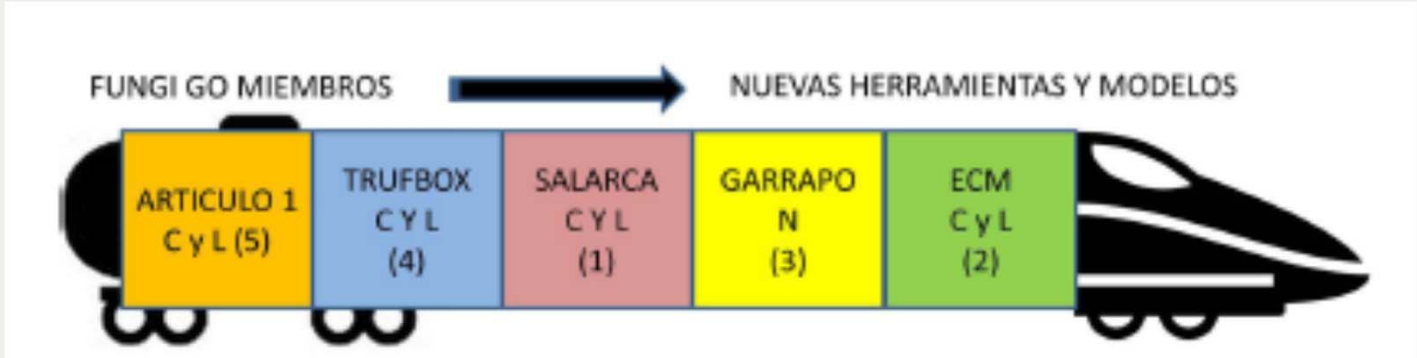 FUNGI GO MIEMBROS
NUEVAS HERRAMIENTAS Y MODELOS
ARTICULO 1
C y L (5)
TRUFBOX
C Y L
(4)
SALARCA
C Y L
(1)
GARRAPO
N
(3)
ECM
C y L
(2)